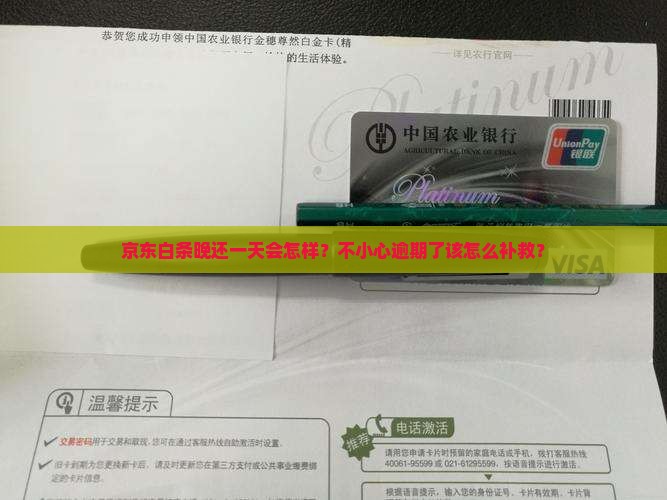 恭贺您成功申领中国农业银行金穗尊然白金卡(精
的生活体验。
详见农行官网
Platinum
中国农业银行
AGRICULTURAL BANK OF CHINA
UnionPay
银联
Platinum
京东白条晚还一天会怎样?不小心逾期了该怎么补救?
VISA
温馨提示
交易密码用于交易和取现,您可在通过客服热线自助激活时设置。
旧卡到期为您更换新卡后,请及时更新您在第三方支付或公共事业缴费绑
定的卡片信息。
推荐
电话激活
请用您申请卡片时预留的家庭电话或手机,拨打客服热线
40061-95599 或 021-61295599,按语音提示进行激活。
根据语音提示,输入您的身份证号、卡片有效期、卡片背